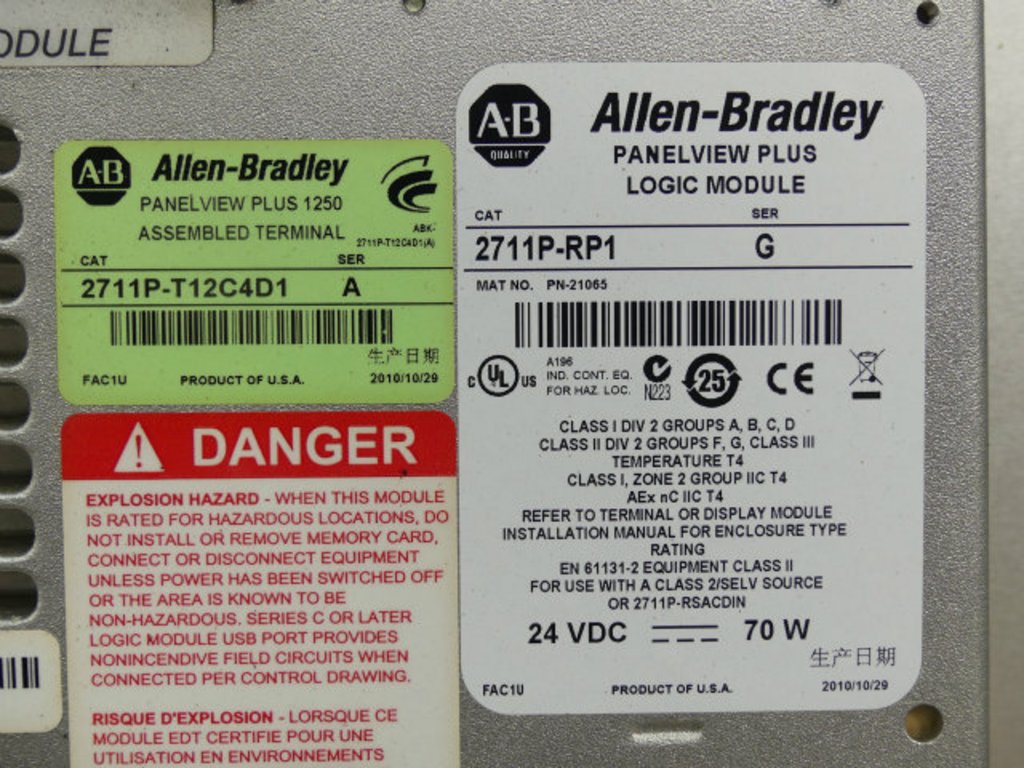 ODULE
A·B
Allen-Bradley
PANELVIEW PLUS 1250
ASSEMBLED TERMINAL
ABK-
2711P-T12C4D1(A)
CAT SER
2711P-T12C4D1 A
生产日期
FAC1U PRODUCT OF U.S.A. 2010/10/29
DANGER
EXPLOSION HAZARD - WHEN THIS MODULE
IS RATED FOR HAZARDOUS LOCATIONS, DO
NOT INSTALL OR REMOVE MEMORY CARD,
CONNECT OR DISCONNECT EQUIPMENT
UNLESS POWER HAS BEEN SWITCHED OFF
OR THE AREA IS KNOWN TO BE
NON-HAZARDOUS. SERIES C OR LATER
LOGIC MODULE USB PORT PROVIDES
NONINCENDIVE FIELD CIRCUITS WHEN
CONNECTED PER CONTROL DRAWING.
RISQUE D'EXPLOSION - LORSQUE CE
MODULE EDT CERTIFIE POUR UNE
UTILISATION EN ENVIRONNEMENTS
A·B
QUALITY
Allen-Bradley
PANELVIEW PLUS
LOGIC MODULE
CAT SER
2711P-RP1 G
MAT NO. PN-21065
C UL US
A196
IND. CONT. EQ.
FOR HAZ. LOC.
N223
25
CE
CLASS I DIV 2 GROUPS A, B, C, D
CLASS II DIV 2 GROUPS F, G, CLASS III
TEMPERATURE T4
CLASS I, ZONE 2 GROUP IIC T4
AEx nC IIC T4
REFER TO TERMINAL OR DISPLAY MODULE
INSTALLATION MANUAL FOR ENCLOSURE TYPE
RATING
EN 61131-2 EQUIPMENT CLASS II
FOR USE WITH A CLASS 2/SELV SOURCE
OR 2711P-RSACDIN
24 VDC 70 W
生产日期
FAC1U PRODUCT OF U.S.A. 2010/10/29